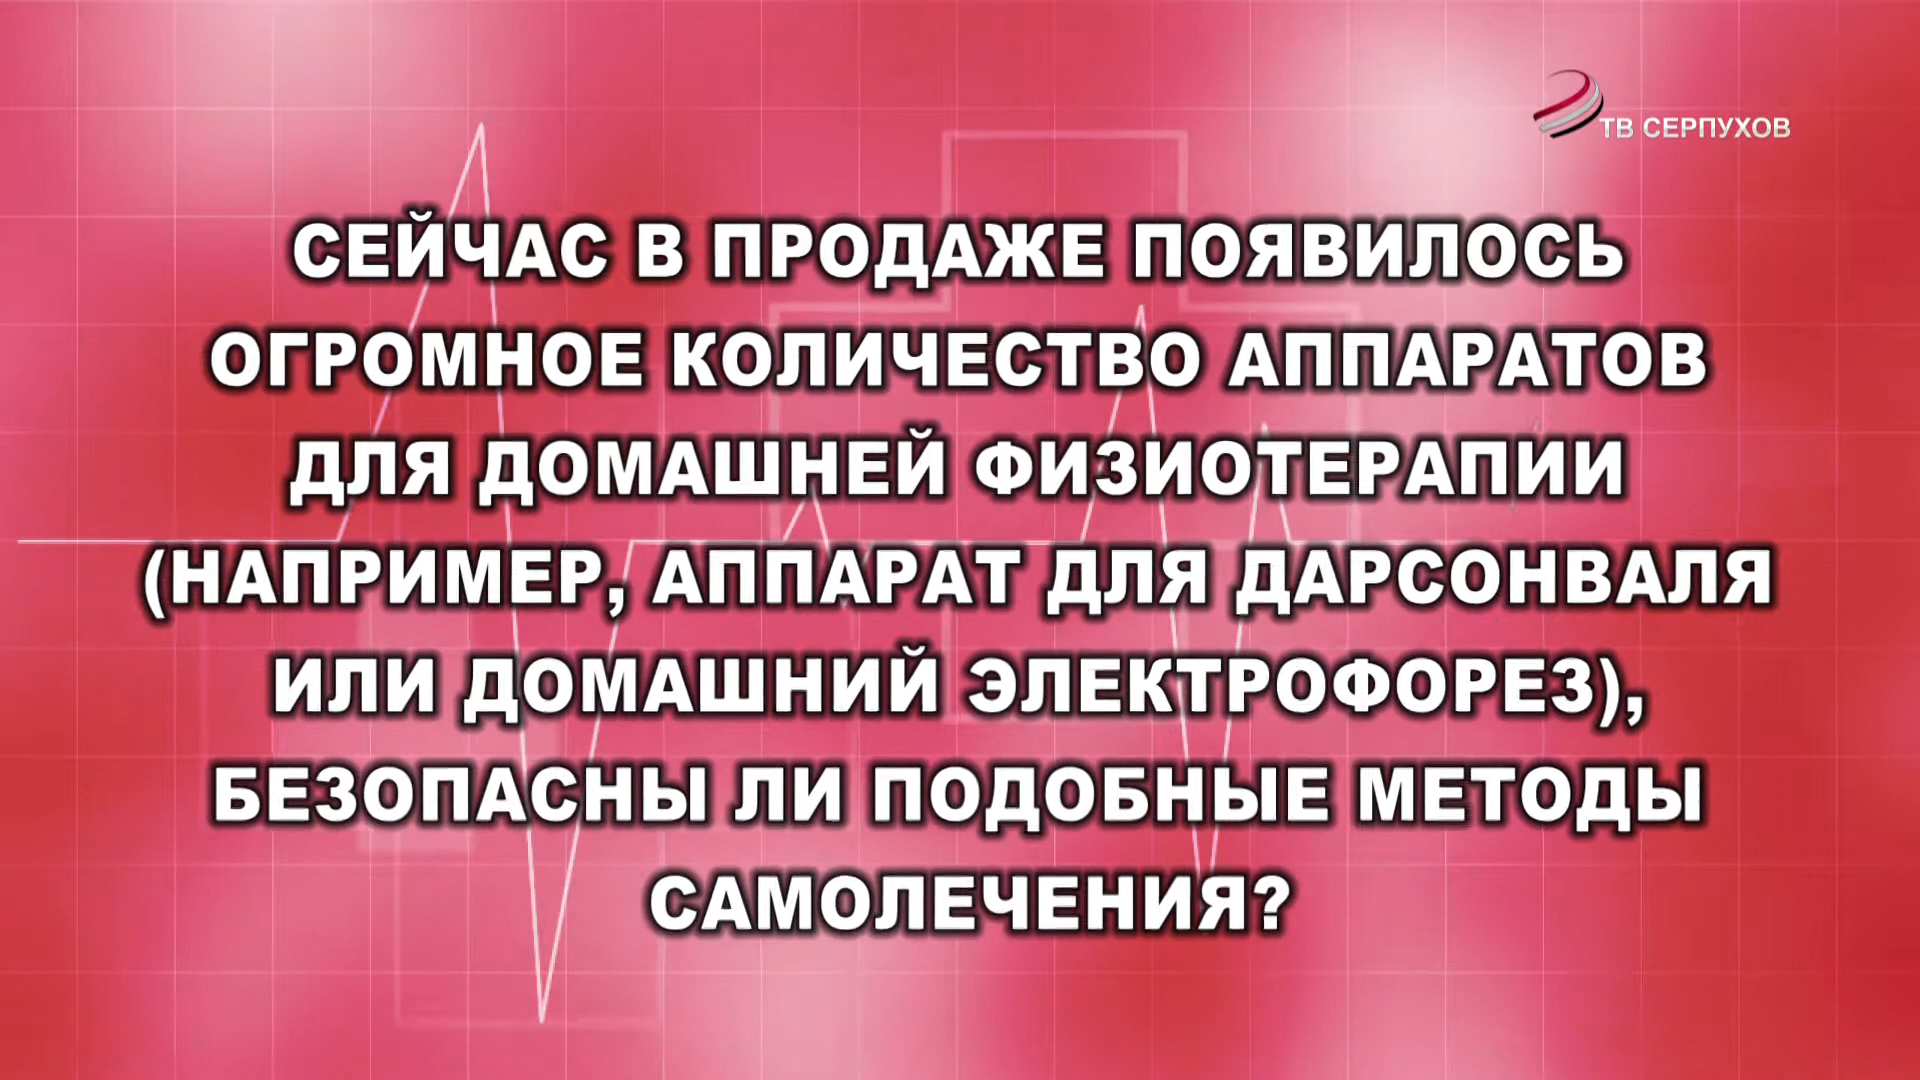 ТВ СЕРПУХОВ
СЕЙЧАС В ПРОДАЖЕ ПОЯВИЛОСЬ
ОГРОМНОЕ КОЛИЧЕСТВО АППАРАТОВ
ДЛЯ ДОМАШНЕЙ ФИЗИОТЕРАПИИ
(НАПРИМЕР, АППАРАТ ДЛЯ ДАРСОНВАЛЯ
ИЛИ ДОМАШНИЙ ЭЛЕКТРОФОРЕЗ),
БЕЗОПАСНЫ ЛИ ПОДОБНЫЕ МЕТОДЫ
САМОЛЕЧЕНИЯ?